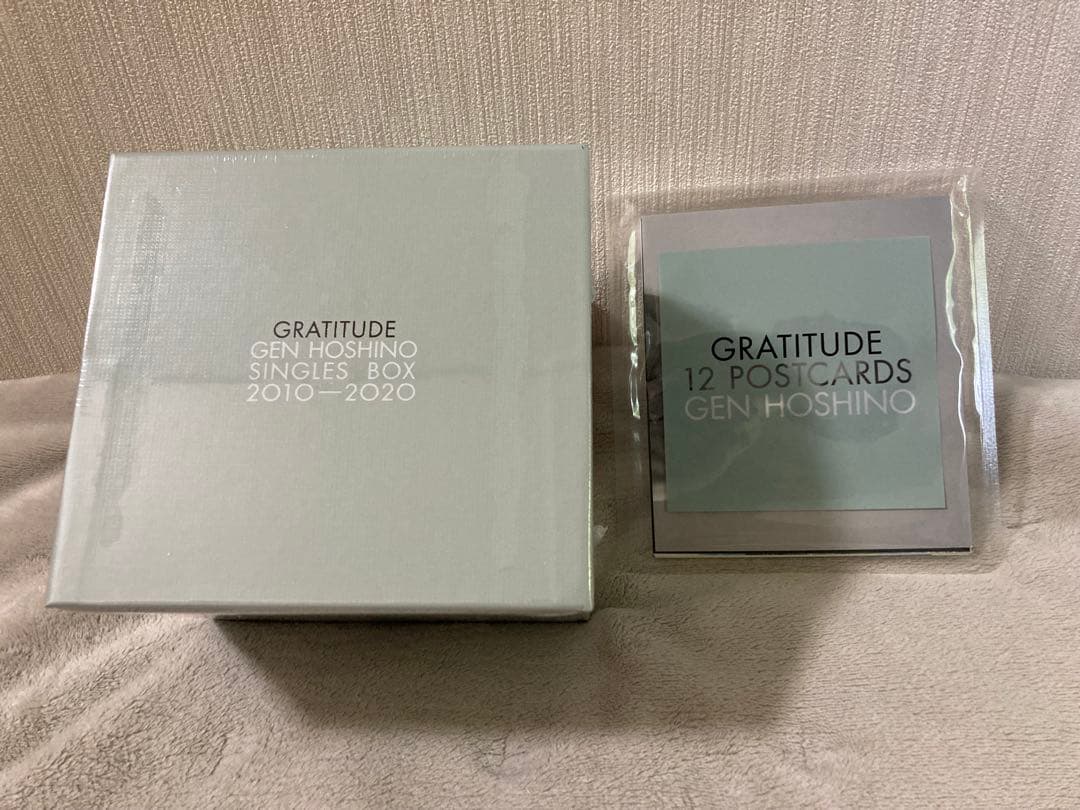 GRATITUDE
GEN HOSHINO
SINGLES BOX
2010—2020
GRATITUDE
12 POSTCARDS
GEN HOSHINO